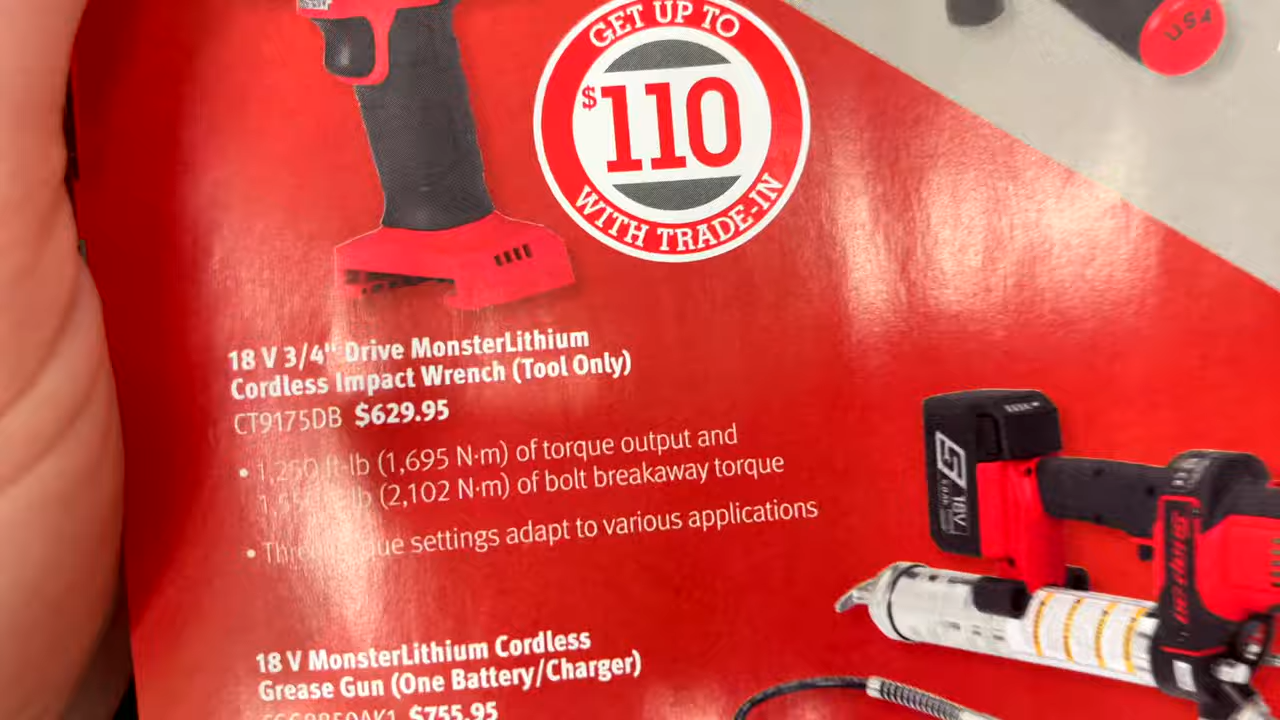 USA
GET UP TO
$110
WITH TRADE-IN
18 V 3/4" Drive MonsterLithium
Cordless Impact Wrench (Tool Only)
CT9175DB $629.95
• 1,250 ft-lb (1,695 N·m) of torque output and
(2,102 N·m) of bolt breakaway torque
• settings adapt to various applications
18V
18 V MonsterLithium Cordless
Grease Gun (One Battery/Charger)
$755.95